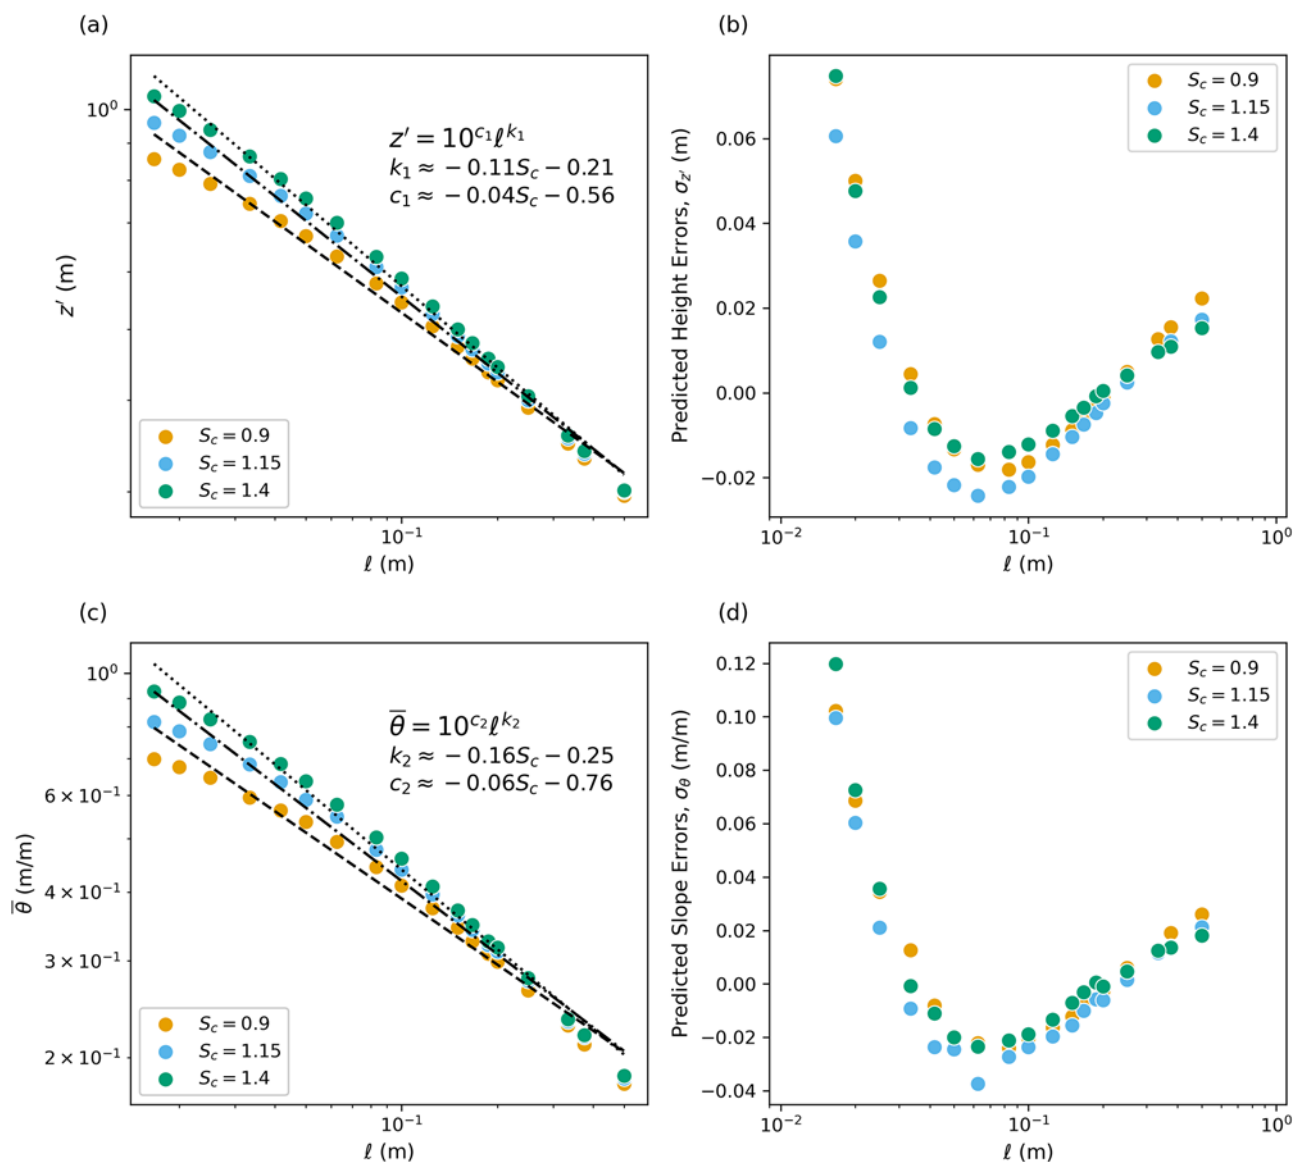 (a)
10⁰
z′ (m)
z′ = 10^{c₁}ℓ^{k₁}
k₁ ≈ −0.11S_c − 0.21
c₁ ≈ −0.04S_c − 0.56
S_c = 0.9
S_c = 1.15
S_c = 1.4
10⁻¹
ℓ (m)
(b)
Predicted Height Errors, σ_{z′} (m)
0.06
0.04
0.02
0.00
−0.02
S_c = 0.9
S_c = 1.15
S_c = 1.4
10⁻²
10⁻¹
10⁰
ℓ (m)
(c)
10⁰
6 × 10⁻¹
4 × 10⁻¹
3 × 10⁻¹
2 × 10⁻¹
θ̅ (m/m)
θ̅ = 10^{c₂}ℓ^{k₂}
k₂ ≈ −0.16S_c − 0.25
c₂ ≈ −0.06S_c − 0.76
S_c = 0.9
S_c = 1.15
S_c = 1.4
10⁻¹
ℓ (m)
(d)
Predicted Slope Errors, σ_θ (m/m)
0.12
0.10
0.08
0.06
0.04
0.02
0.00
−0.02
−0.04
S_c = 0.9
S_c = 1.15
S_c = 1.4
10⁻²
10⁻¹
10⁰
ℓ (m)